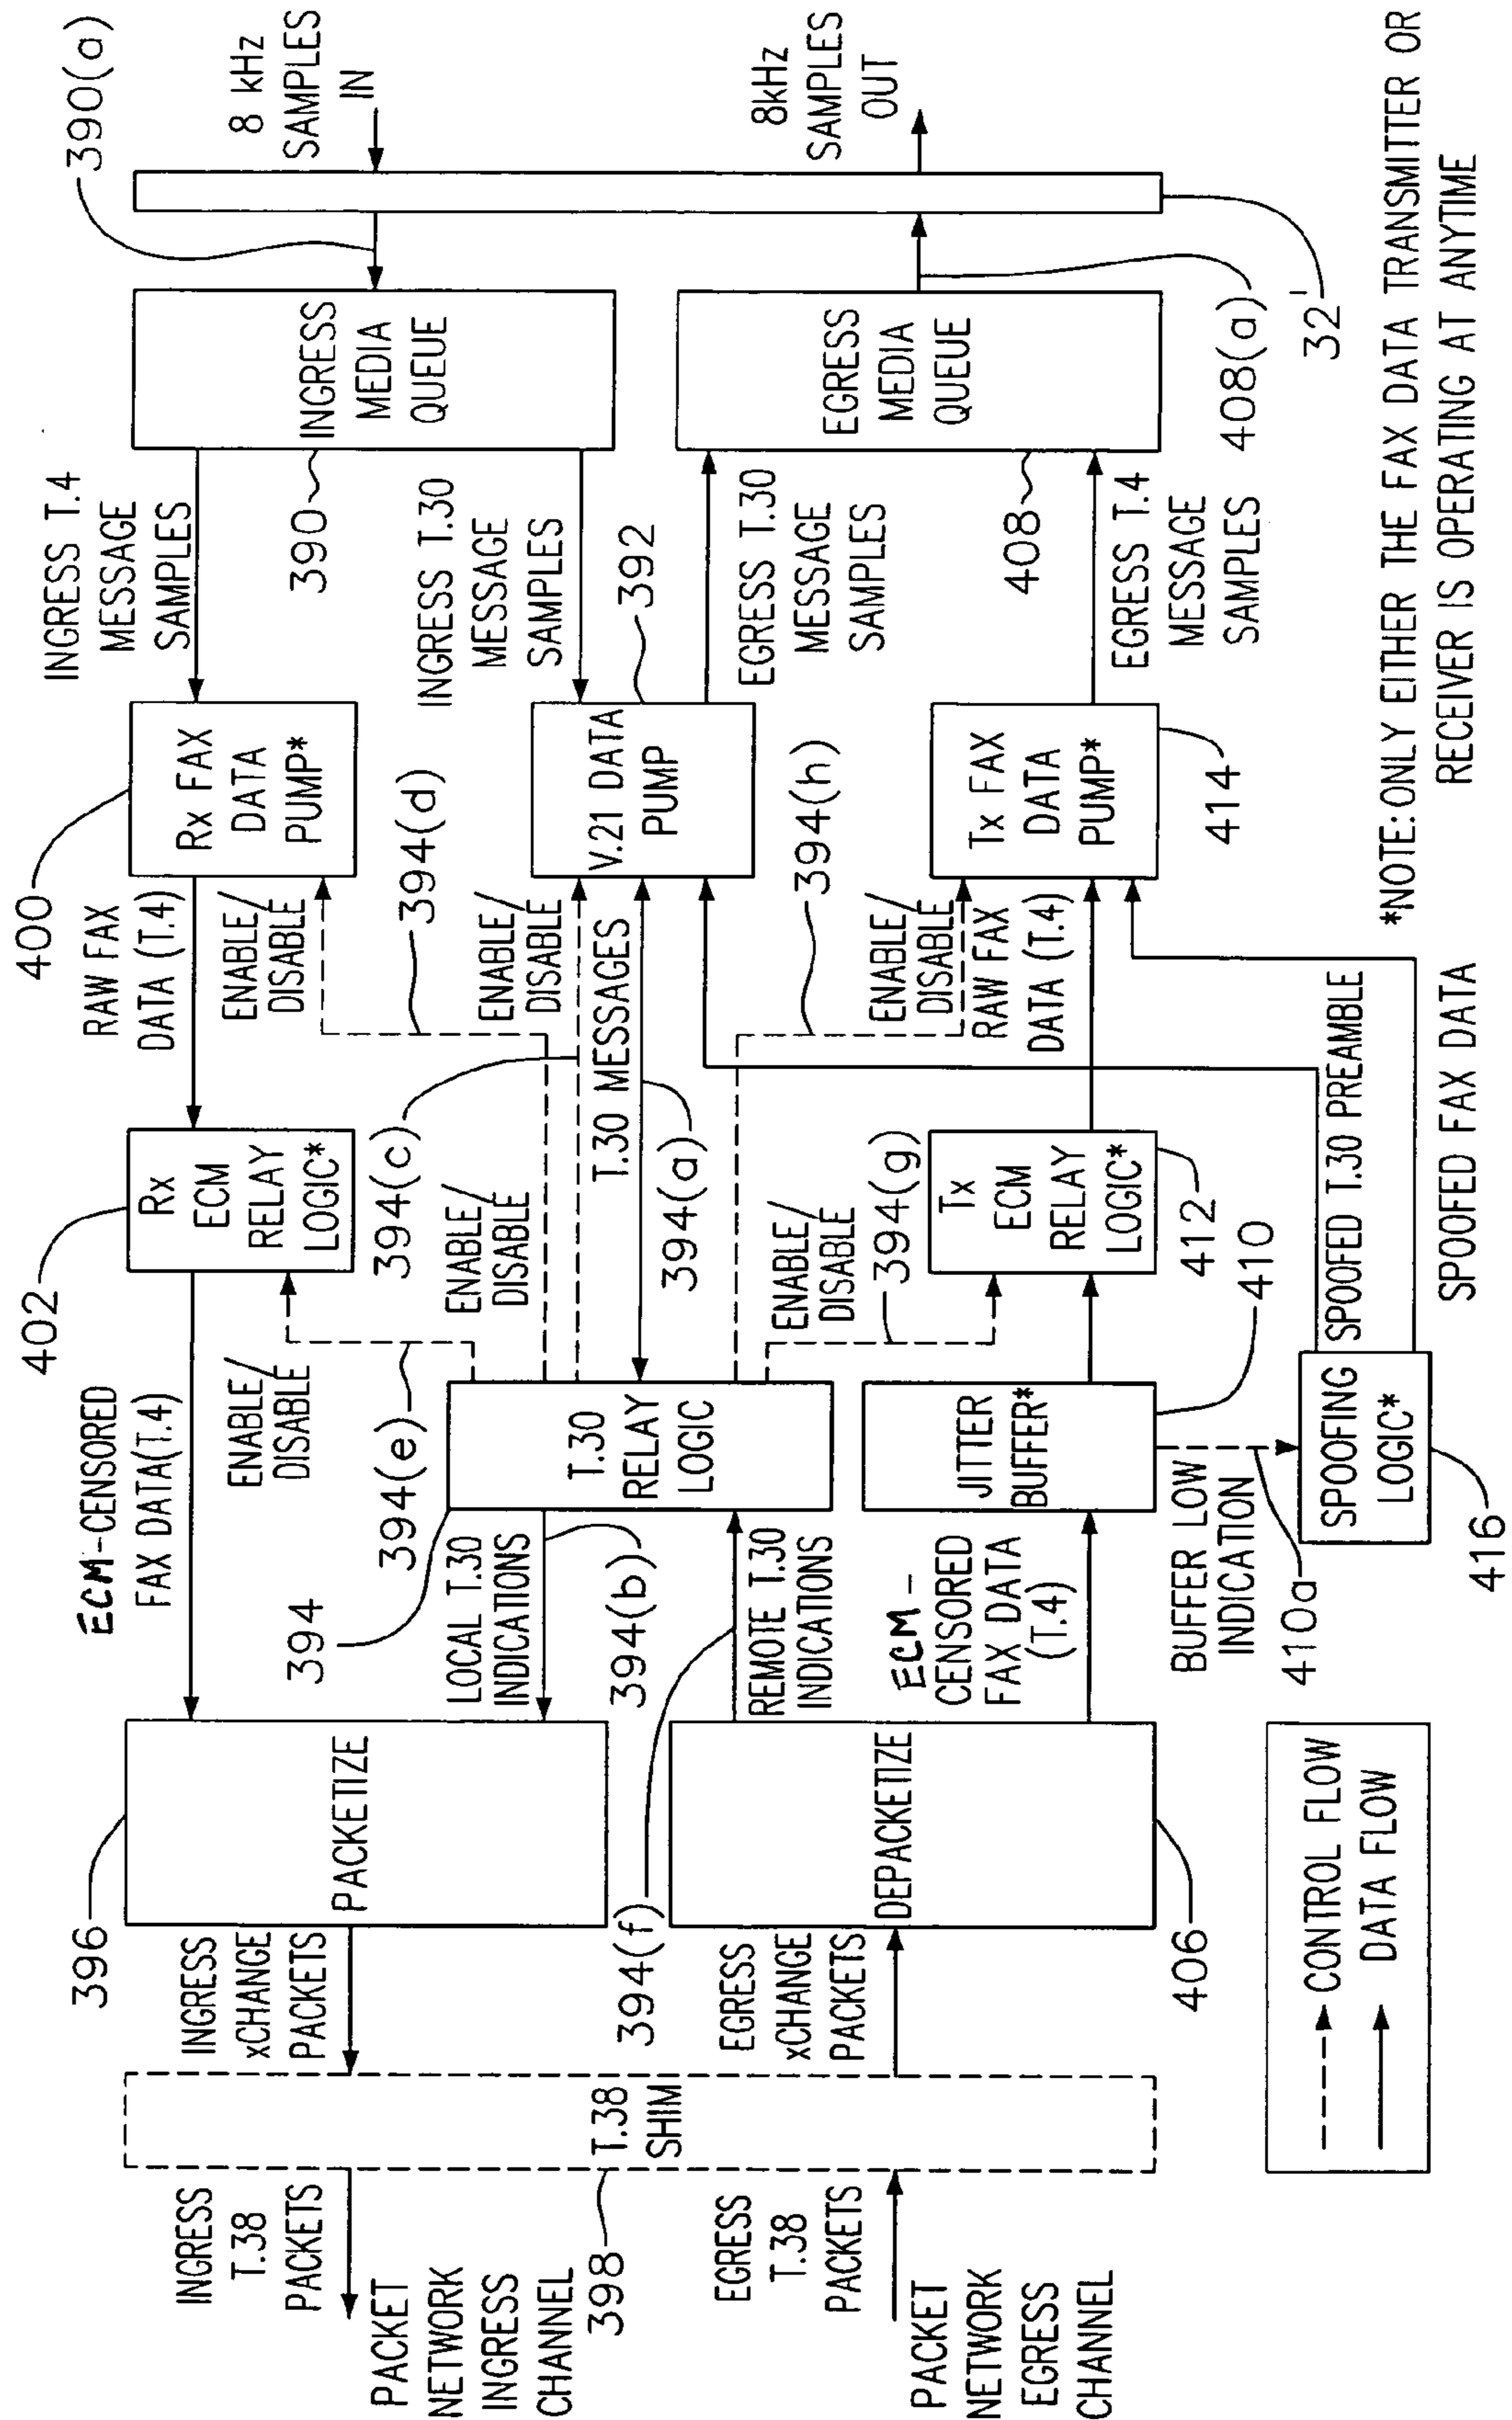 8 kHz
SAMPLES
IN
390(a)
8kHz
SAMPLES
OUT
32'
INGRESS
MEDIA
QUEUE
390
EGRESS
MEDIA
QUEUE
408
408(a)
INGRESS T.4
MESSAGE
SAMPLES
INGRESS T.30
MESSAGE
SAMPLES
EGRESS T.30
MESSAGE
SAMPLES
EGRESS T.4
MESSAGE
SAMPLES
400
Rx FAX
DATA
PUMP*
392
V.21 DATA
PUMP
Tx FAX
DATA
PUMP*
414
RAW FAX
DATA (T.4)
ENABLE/
DISABLE
394(d)
ENABLE/
DISABLE
T.30 MESSAGES
394(c)
394(a)
394(h)
ENABLE/
DISABLE
RAW FAX
DATA (T.4)
402
Rx
ECM
RELAY
LOGIC*
ENABLE/
DISABLE
394(e)
ENABLE/
DISABLE
ENABLE/
DISABLE
394(g)
Tx
ECM
RELAY
LOGIC*
412
410
ECM-CENSORED
FAX DATA(T.4)
394
T.30
RELAY
LOGIC
JITTER
BUFFER*
SPOOFING
LOGIC*
416
SPOOFED T.30 PREAMBLE
SPOOFED FAX DATA
LOCAL T.30
INDICATIONS
394(b)
REMOTE T.30
INDICATIONS
394(f)
ECM-
CENSORED
FAX DATA
(T.4)
BUFFER LOW
INDICATION
410a
396
PACKETIZE
DEPACKETIZE
406
INGRESS
xCHANGE
PACKETS
EGRESS
xCHANGE
PACKETS
T.38
SHIM
398
INGRESS
T.38
PACKETS
EGRESS
T.38
PACKETS
PACKET
NETWORK
INGRESS
CHANNEL
PACKET
NETWORK
EGRESS
CHANNEL
CONTROL FLOW
DATA FLOW
*NOTE:ONLY EITHER THE FAX DATA TRANSMITTER OR
RECEIVER IS OPERATING AT ANYTIME